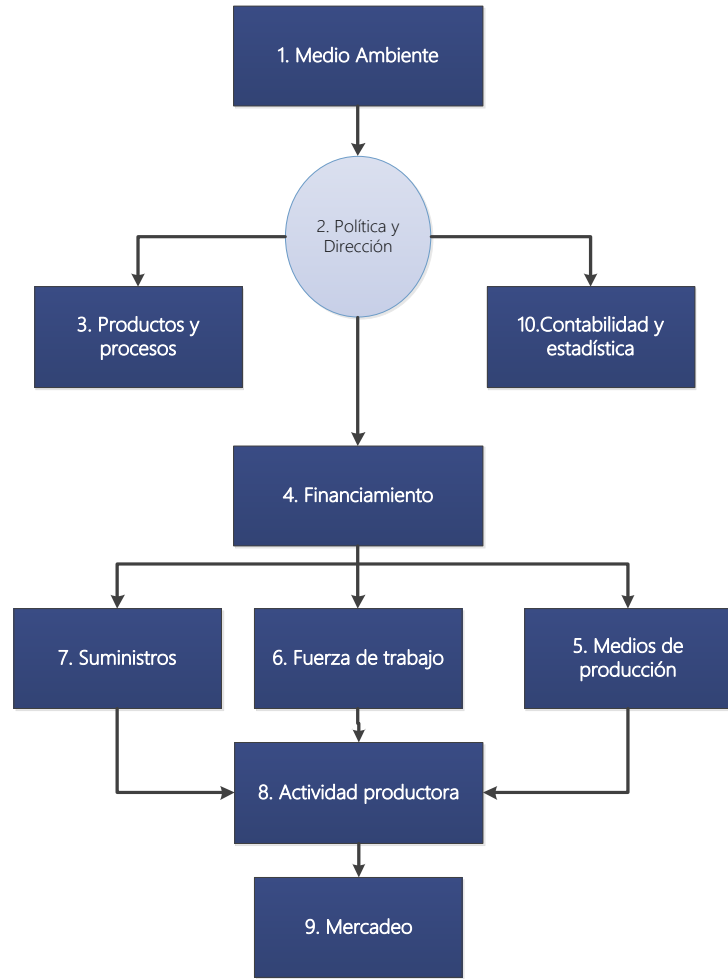 1. Medio Ambiente
2. Política y
Dirección
3. Productos y
procesos
10.Contabilidad y
estadística
4. Financiamiento
7. Suministros
6. Fuerza de trabajo
5. Medios de
producción
8. Actividad productora
9. Mercadeo